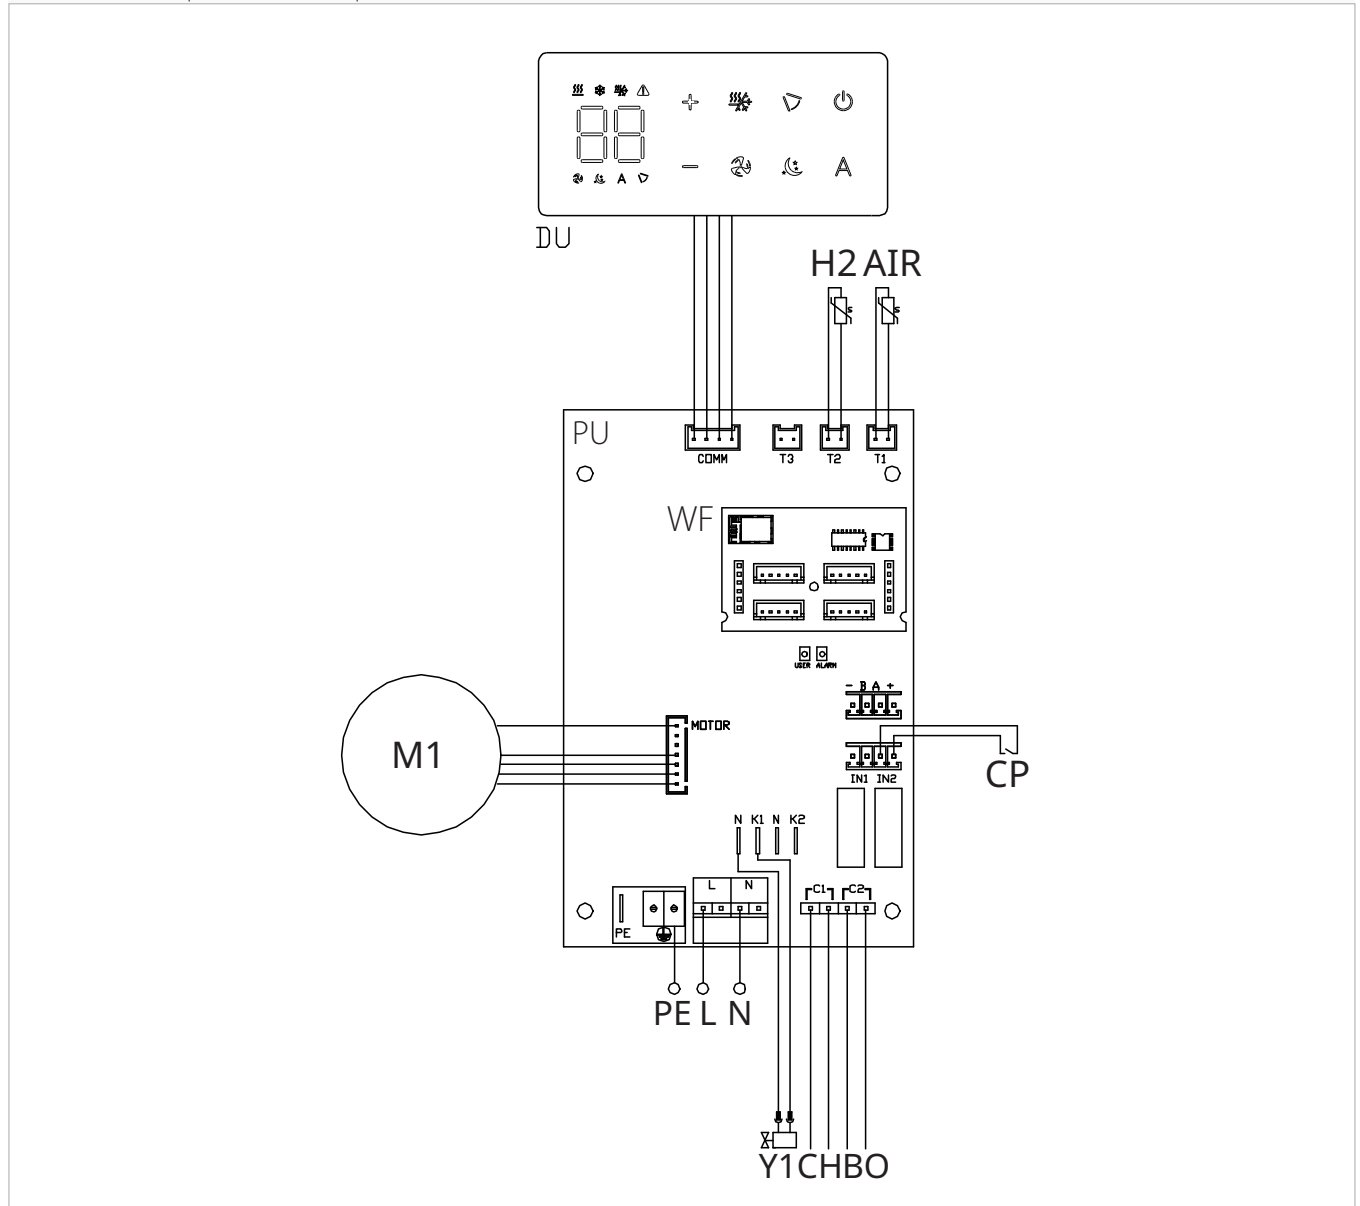 A
A
DU
H2 AIR
PU
COMM
T3
T2
T1
WF
USER
ALARM
- B A +
M1
MOTOR
IN1 IN2
CP
N K1 N K2
L
N
C1
C2
PE
PE L N
Y1CHBO